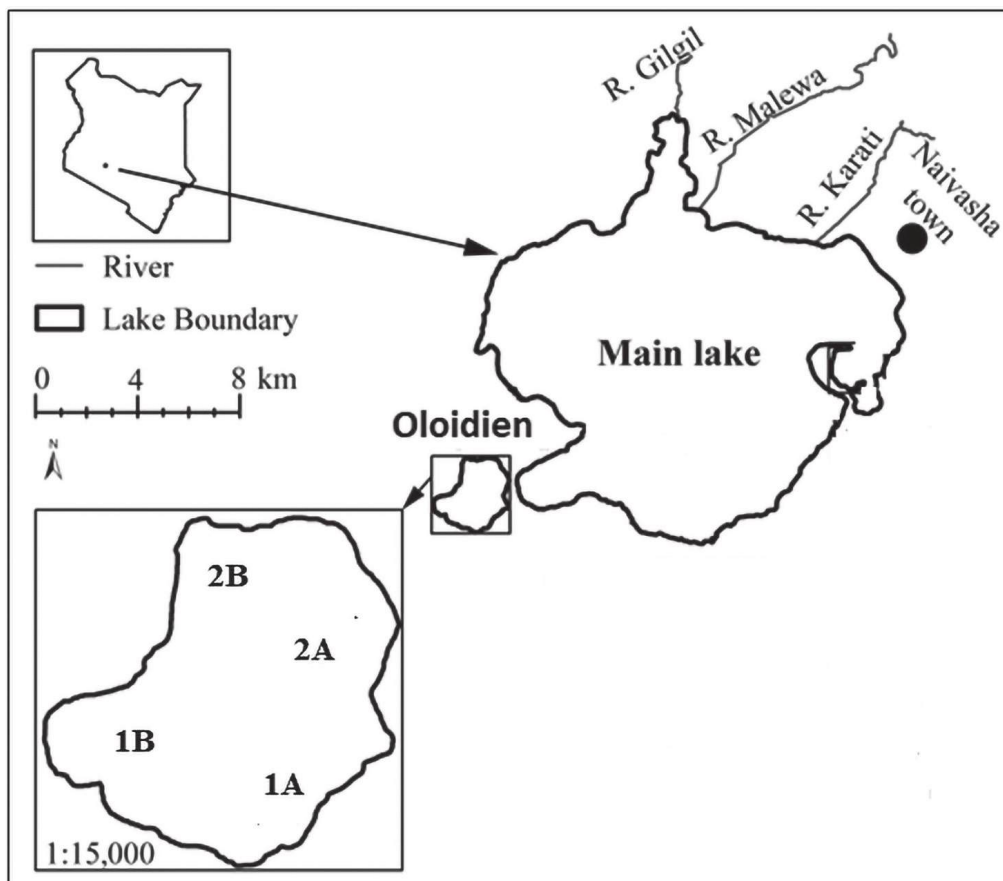 R. Gilgil
R. Malewa
R. Karati
Naivasha
town
River
Lake Boundary
0 4 8 km
Main lake
N
Oloidien
2B
2A
1B
1A
1:15,000